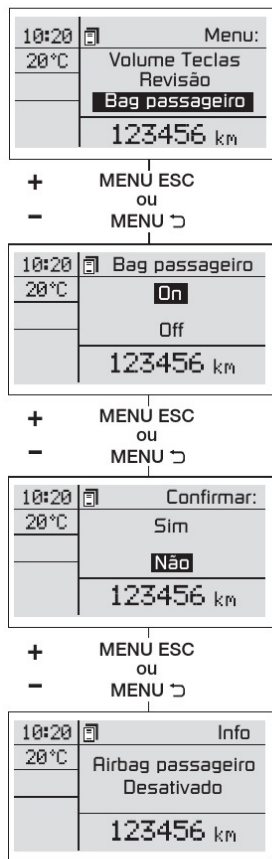 10:20 Menu:
20°C Volume Teclas
Revisão
Bag passageiro
123456 km
+ MENU ESC
ou
− MENU ⮌
10:20 Bag passageiro
20°C On
Off
123456 km
+ MENU ESC
ou
− MENU ⮌
10:20 Confirmar:
20°C Sim
Não
123456 km
+ MENU ESC
ou
− MENU ⮌
10:20 Info
20°C Airbag passageiro
Desativado
123456 km